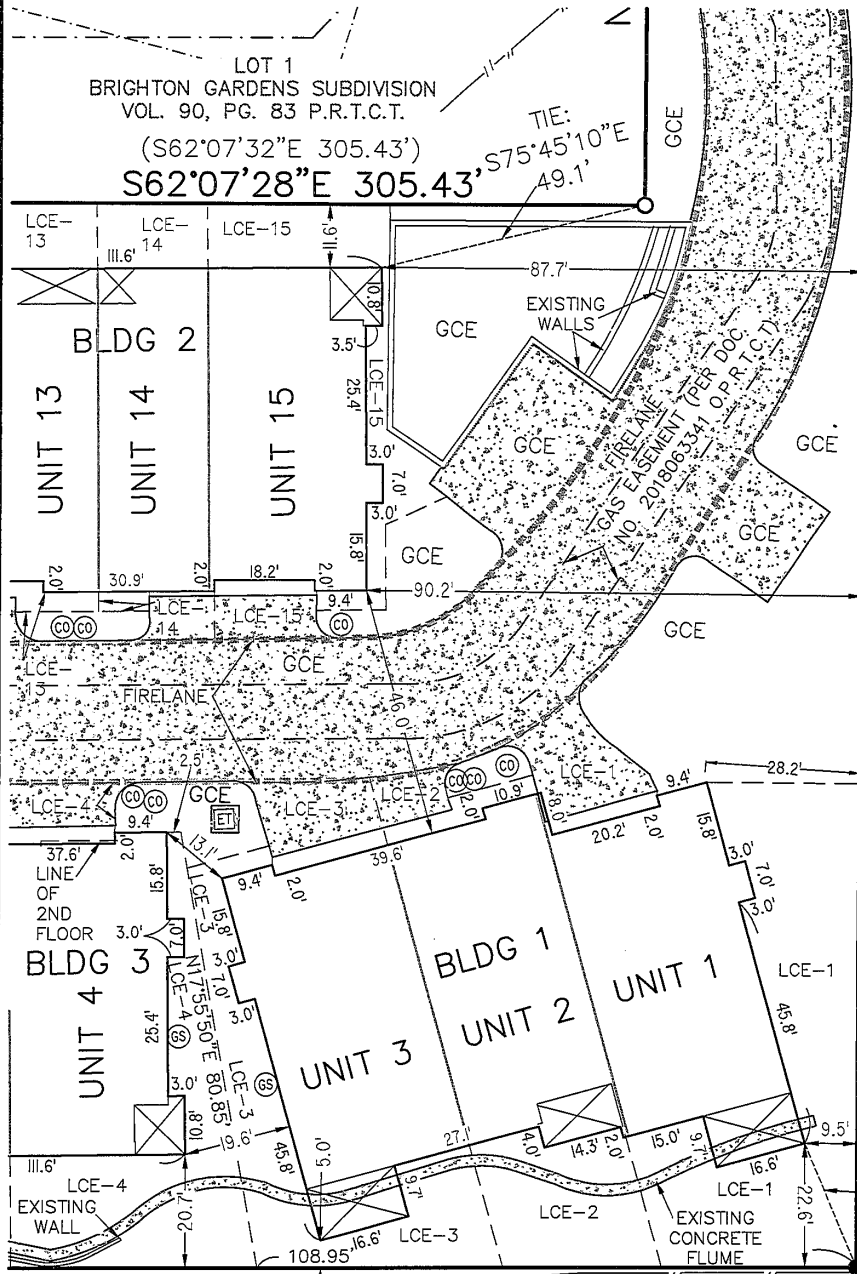 LOT 1
BRIGHTON GARDENS SUBDIVISION
VOL. 90, PG. 83 P.R.T.C.T.
(S62°07'32"E 305.43')
S62°07'28"E 305.43'
TIE:
S75°45'10"E
49.1'
GCE
LCE-
13
LCE-
14
LCE-15
11.9'
111.6'
87.7'
10.8'
EXISTING
WALLS
GCE
BLDG 2
3.5'
LCE-15
25.4'
UNIT 13
UNIT 14
UNIT 15
GCE
FIRELANE
GAS EASEMENT (PER DOC.
NO. 2018063341 O.P.R.T.C.T)
GCE
3.0'
7.0'
3.0'
15.8'
GCE
GCE
2.0'
30.9'
2.0'
18.2'
2.0'
9.4'
90.2'
LCE-
14
LCE-15
CO
CO
CO
GCE
LCE-
13
GCE
FIRELANE
46.0'
2.5'
28.2'
LCE-4
CO
CO
GCE
ET
LCE-3
LCE-2
CO
CO
CO
LCE-1
9.4'
9.4'
12.0'
10.9'
8.0'
20.2'
2.0'
15.8'
37.6'
2.0'
13.1'
9.4'
2.0'
39.6'
3.0'
7.0'
3.0'
LINE
OF
2ND
FLOOR
15.8'
LCE-3
15.8'
3.0'
7.0'
3.0'
7.0'
3.0'
BLDG 3
BLDG 1
LCE-1
LCE-4
N17°55'50"E 80.85'
UNIT 4
25.4'
GS
LCE-3
GS
UNIT 3
UNIT 2
UNIT 1
45.8'
3.0'
10.8'
19.6'
45.8'
5.0'
27.1'
4.0'
14.3'
2.0'
15.0'
9.7'
16.6'
9.5'
111.6'
LCE-4
20.7'
9.7'
16.6'
LCE-3
LCE-2
LCE-1
22.6'
EXISTING
WALL
108.95'
EXISTING
CONCRETE
FLUME